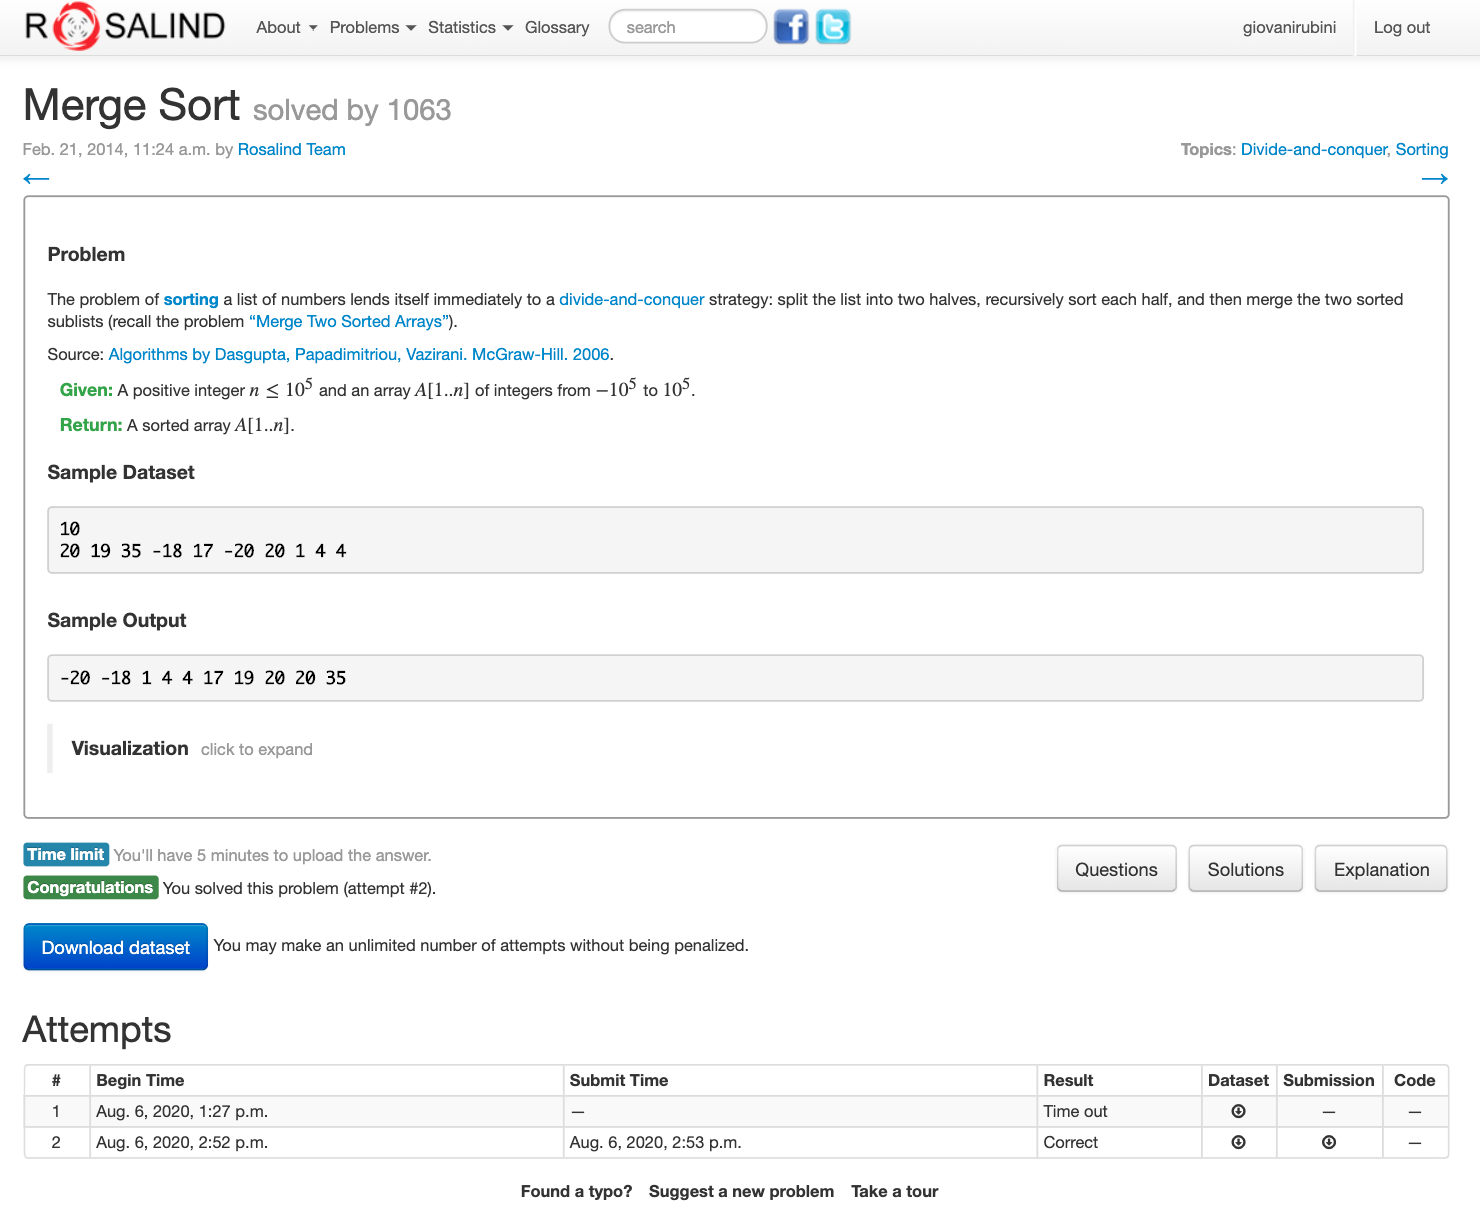 ROSALIND About Problems Statistics Glossary search giovanirubini Log out
Merge Sort solved by 1063
Feb. 21, 2014, 11:24 a.m. by Rosalind Team Topics: Divide-and-conquer, Sorting
← →
Problem
The problem of sorting a list of numbers lends itself immediately to a divide-and-conquer strategy: split the list into two halves, recursively sort each half, and then merge the two sorted
sublists (recall the problem “Merge Two Sorted Arrays”).
Source: Algorithms by Dasgupta, Papadimitriou, Vazirani. McGraw-Hill. 2006.
Given: A positive integer n ≤ 10⁵ and an array A[1..n] of integers from −10⁵ to 10⁵.
Return: A sorted array A[1..n].
Sample Dataset
10
20 19 35 -18 17 -20 20 1 4 4
Sample Output
-20 -18 1 4 4 17 19 20 20 35
Visualization click to expand
Time limit You'll have 5 minutes to upload the answer.
Congratulations You solved this problem (attempt #2).
Questions Solutions Explanation
Download dataset You may make an unlimited number of attempts without being penalized.
Attempts
# Begin Time Submit Time Result Dataset Submission Code
1 Aug. 6, 2020, 1:27 p.m. — Time out — —
2 Aug. 6, 2020, 2:52 p.m. Aug. 6, 2020, 2:53 p.m. Correct —
Found a typo? Suggest a new problem Take a tour